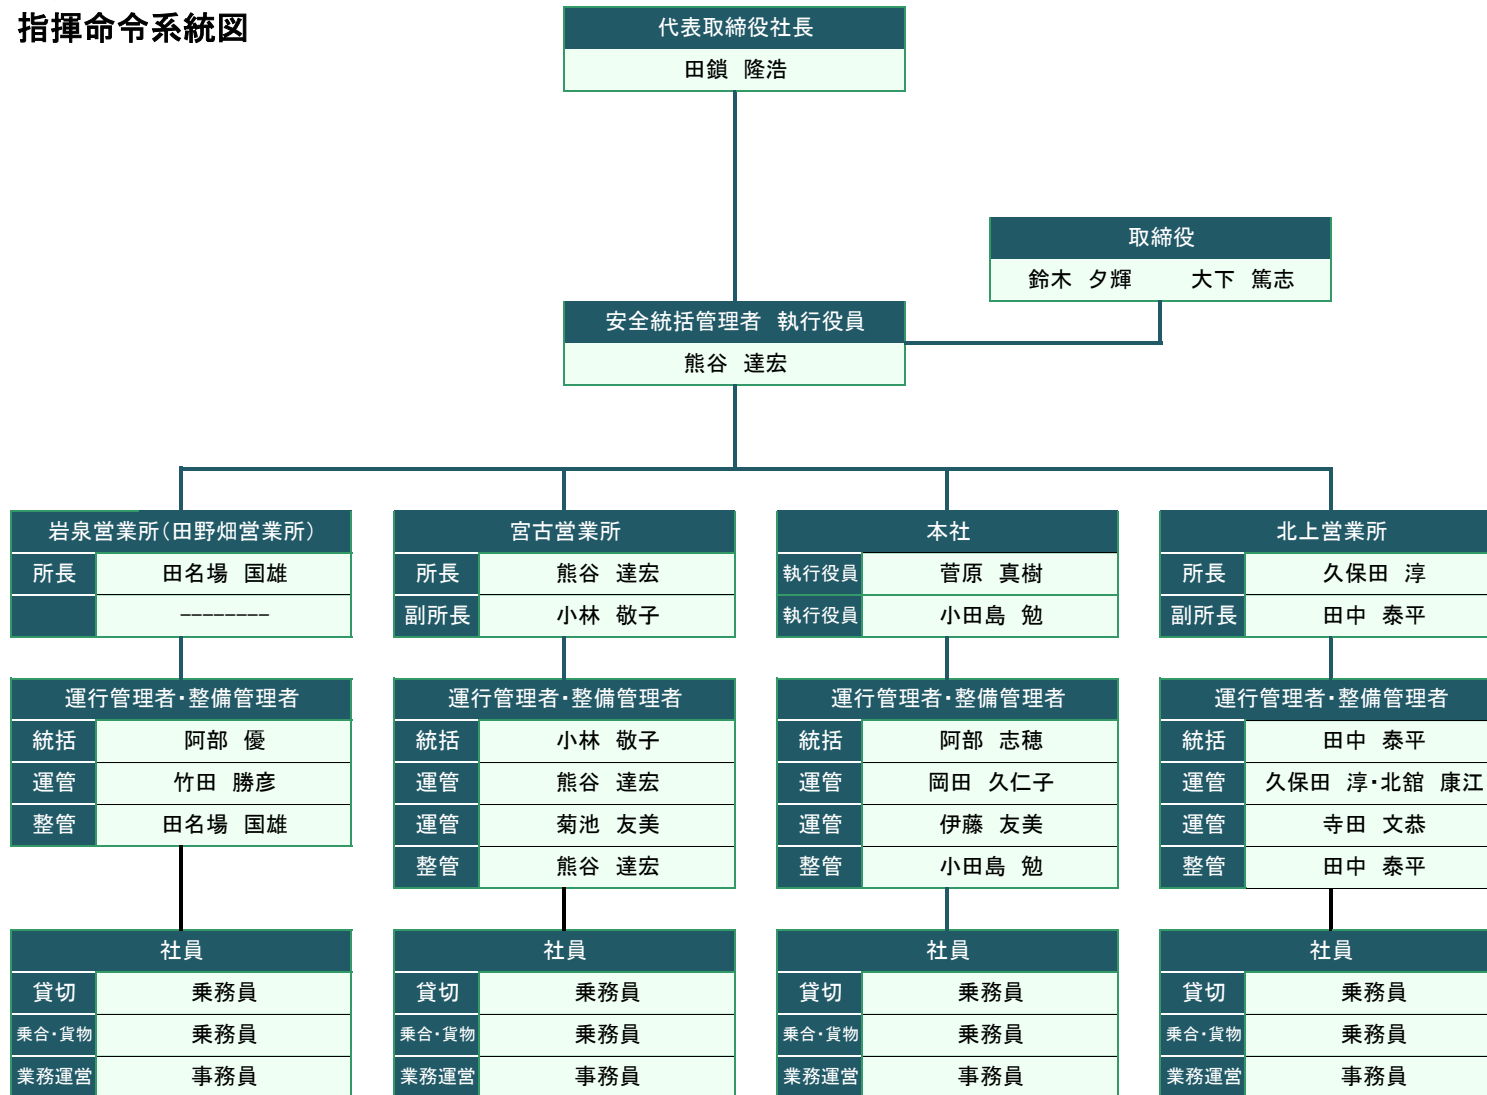 指揮命令系統図
代表取締役社長
田鎖 隆浩
取締役
鈴木 夕輝 大下 篤志
安全統括管理者 執行役員
熊谷 達宏
岩泉営業所(田野畑営業所)
所長 田名場 国雄
--------
運行管理者・整備管理者
統括 阿部 優
運管 竹田 勝彦
整管 田名場 国雄
社員
貸切 乗務員
乗合・貨物 乗務員
業務運営 事務員
宮古営業所
所長 熊谷 達宏
副所長 小林 敬子
運行管理者・整備管理者
統括 小林 敬子
運管 熊谷 達宏
運管 菊池 友美
整管 熊谷 達宏
社員
貸切 乗務員
乗合・貨物 乗務員
業務運営 事務員
本社
執行役員 菅原 真樹
執行役員 小田島 勉
運行管理者・整備管理者
統括 阿部 志穂
運管 岡田 久仁子
運管 伊藤 友美
整管 小田島 勉
社員
貸切 乗務員
乗合・貨物 乗務員
業務運営 事務員
北上営業所
所長 久保田 淳
副所長 田中 泰平
運行管理者・整備管理者
統括 田中 泰平
運管 久保田 淳・北舘 康江
運管 寺田 文恭
整管 田中 泰平
社員
貸切 乗務員
乗合・貨物 乗務員
業務運営 事務員